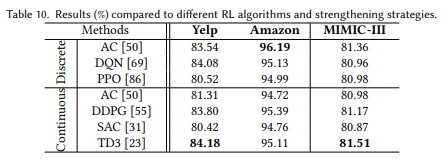 Table 10. Results (%) compared to different RL algorithms and strengthening strategies.
Methods Yelp Amazon MIMIC-III
Discrete
AC [50] 83.54 96.19 81.36
DQN [69] 84.08 95.13 80.96
PPO [86] 80.52 94.99 80.98
Continuous
AC [50] 81.31 94.72 80.98
DDPG [55] 83.80 95.39 81.17
SAC [31] 80.42 94.76 80.87
TD3 [23] 84.18 95.11 81.51